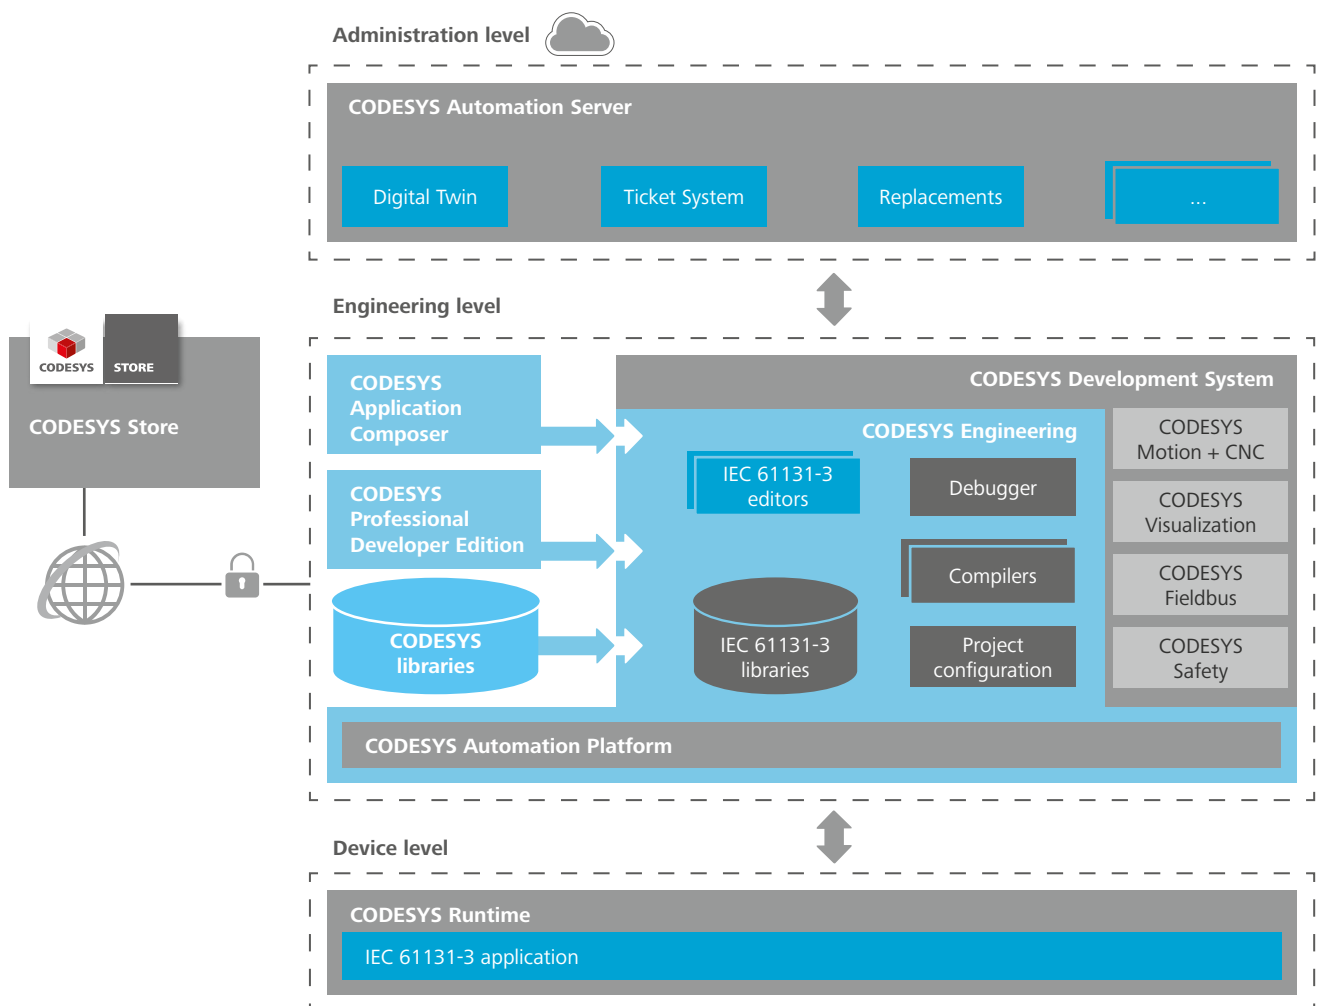 Administration level
CODESYS Automation Server
Digital Twin
Ticket System
Replacements
...
Engineering level
CODESYS
STORE
CODESYS Store
CODESYS
Application
Composer
CODESYS
Professional
Developer Edition
CODESYS
libraries
CODESYS Development System
CODESYS Engineering
IEC 61131-3
editors
Debugger
Compilers
IEC 61131-3
libraries
Project
configuration
CODESYS
Motion + CNC
CODESYS
Visualization
CODESYS
Fieldbus
CODESYS
Safety
CODESYS Automation Platform
Device level
CODESYS Runtime
IEC 61131-3 application